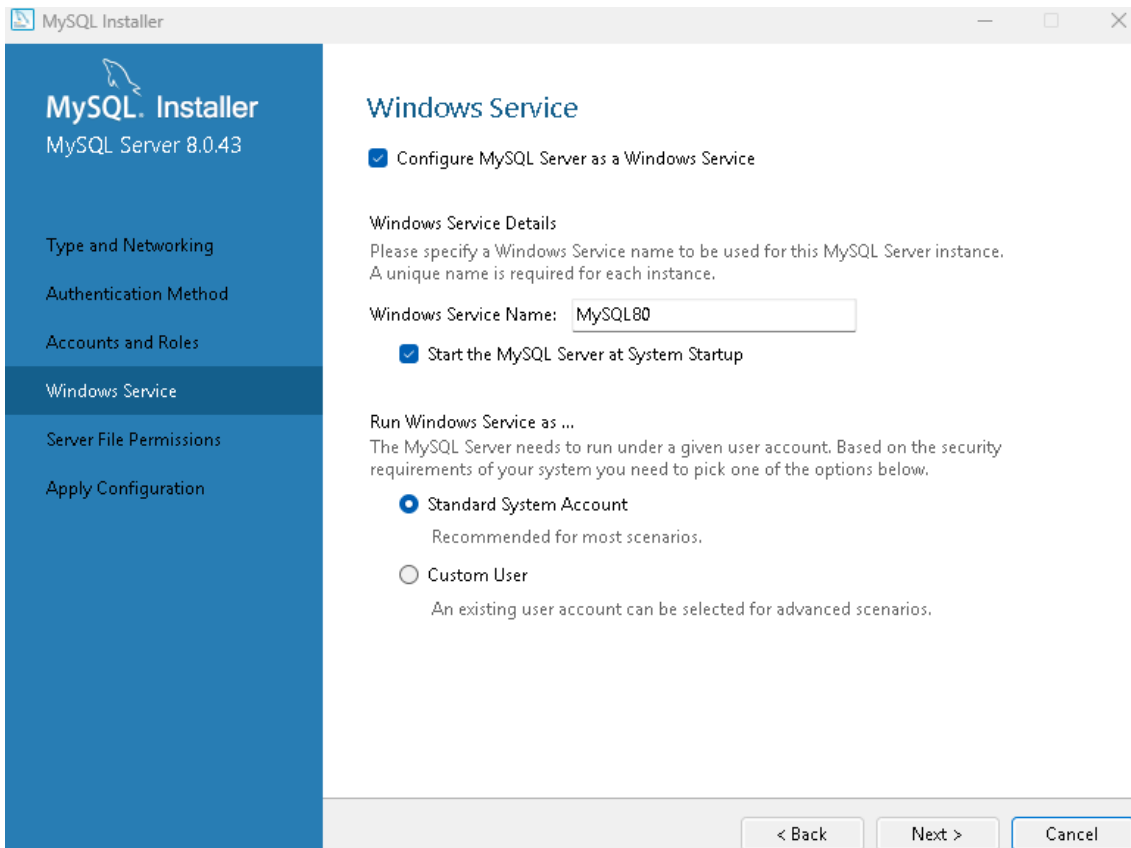 MySQL Installer
MySQL. Installer
MySQL Server 8.0.43
Type and Networking
Authentication Method
Accounts and Roles
Windows Service
Server File Permissions
Apply Configuration
Windows Service
Configure MySQL Server as a Windows Service
Windows Service Details
Please specify a Windows Service name to be used for this MySQL Server instance.
A unique name is required for each instance.
Windows Service Name: MySQL80
Start the MySQL Server at System Startup
Run Windows Service as ...
The MySQL Server needs to run under a given user account. Based on the security
requirements of your system you need to pick one of the options below.
Standard System Account
Recommended for most scenarios.
Custom User
An existing user account can be selected for advanced scenarios.
< Back Next > Cancel